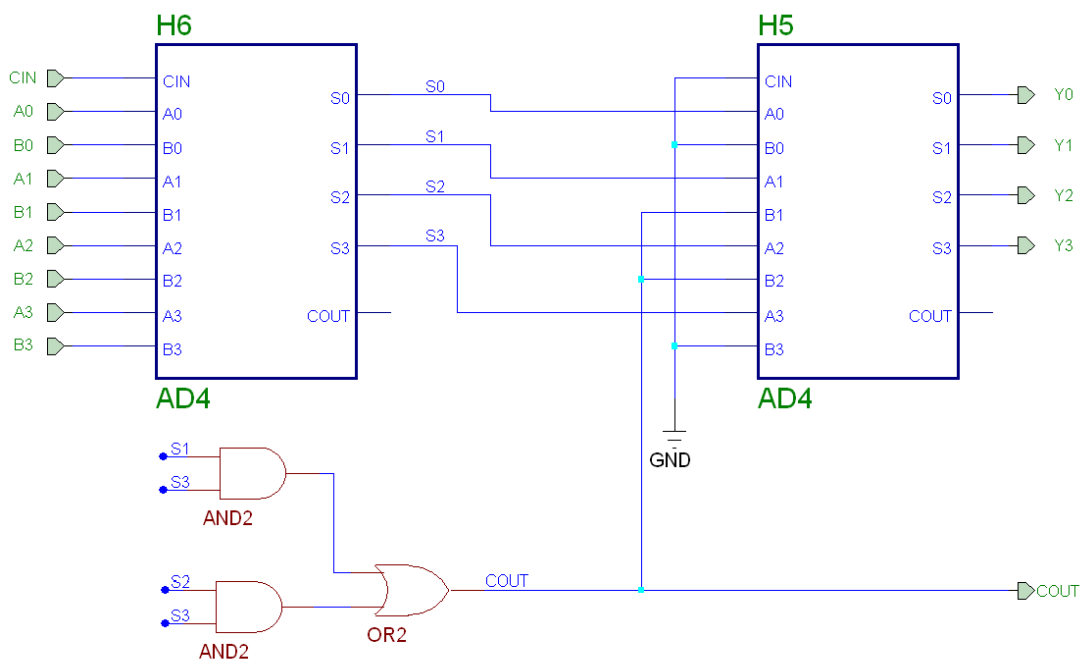 H6 H5
CIN CIN CIN
S0 S0 S0 Y0
A0 A0 A0
S1 S1 S1 Y1
B0 B0 B0
A1 A1 A1
S2 S2 S2 Y2
B1 B1 B1
S3 S3 S3 Y3
A2 A2 A2
B2 B2 B2
A3 A3 COUT A3 COUT
B3 B3 B3
AD4 AD4
S1
GND
S3
AND2
S2 COUT
COUT
S3
OR2
AND2